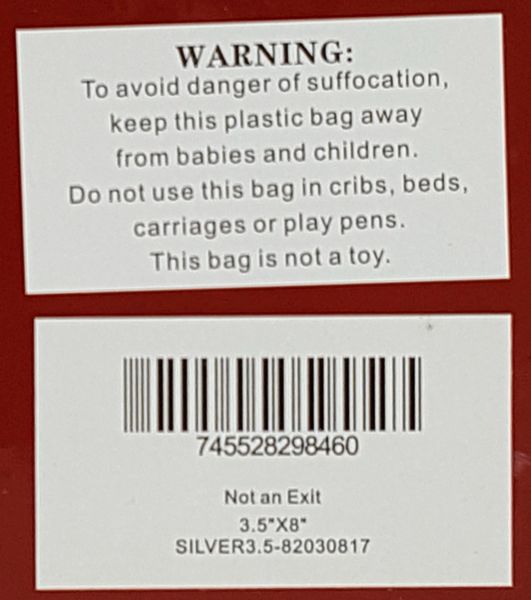 WARNING:
To avoid danger of suffocation,
keep this plastic bag away
from babies and children.
Do not use this bag in cribs, beds,
carriages or play pens.
This bag is not a toy.
745528298460
Not an Exit
3.5"X8"
SILVER3.5-82030817